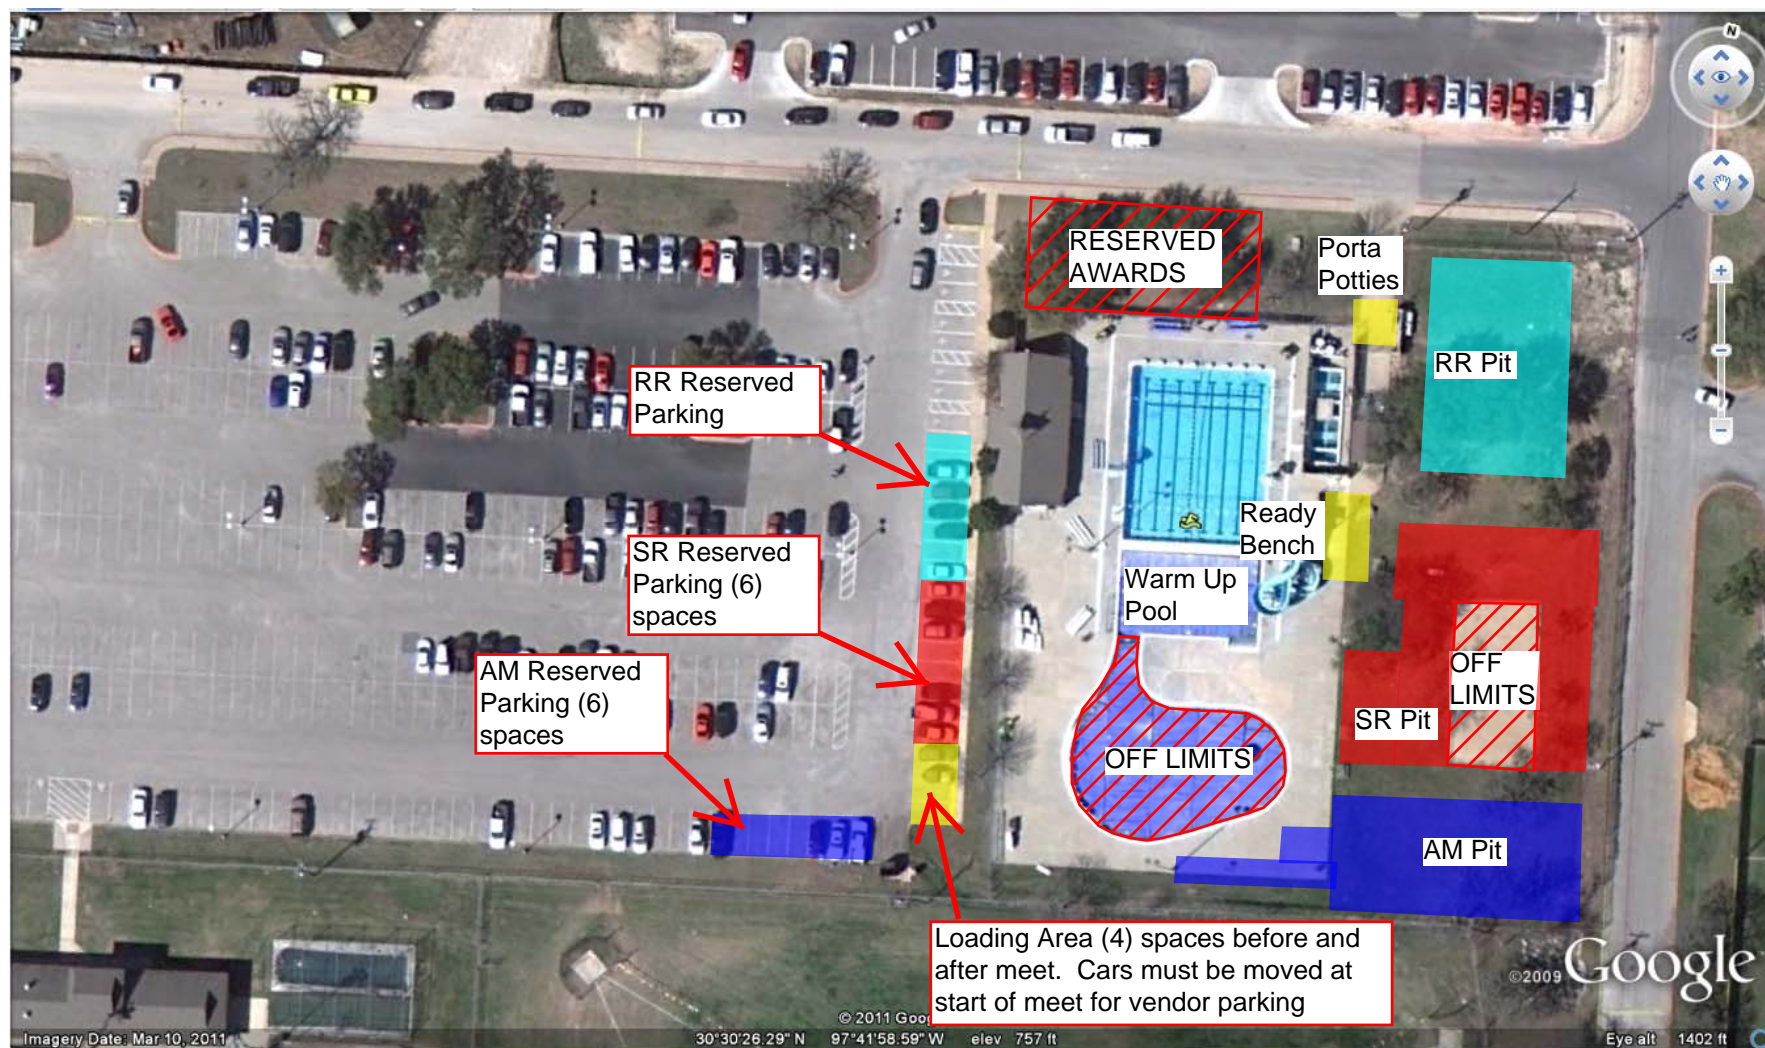 N
RESERVED
AWARDS
Porta
Potties
RR Pit
RR Reserved
Parking
Ready
Bench
SR Reserved
Parking (6)
spaces
Warm Up
Pool
AM Reserved
Parking (6)
spaces
OFF
LIMITS
SR Pit
OFF LIMITS
AM Pit
Loading Area (4) spaces before and
after meet.  Cars must be moved at
start of meet for vendor parking
©2009 Google
© 2011 Goog
Imagery Date: Mar 10, 2011
30°30'26.29" N 97°41'58.59" W elev 757 ft
Eye alt 1402 ft